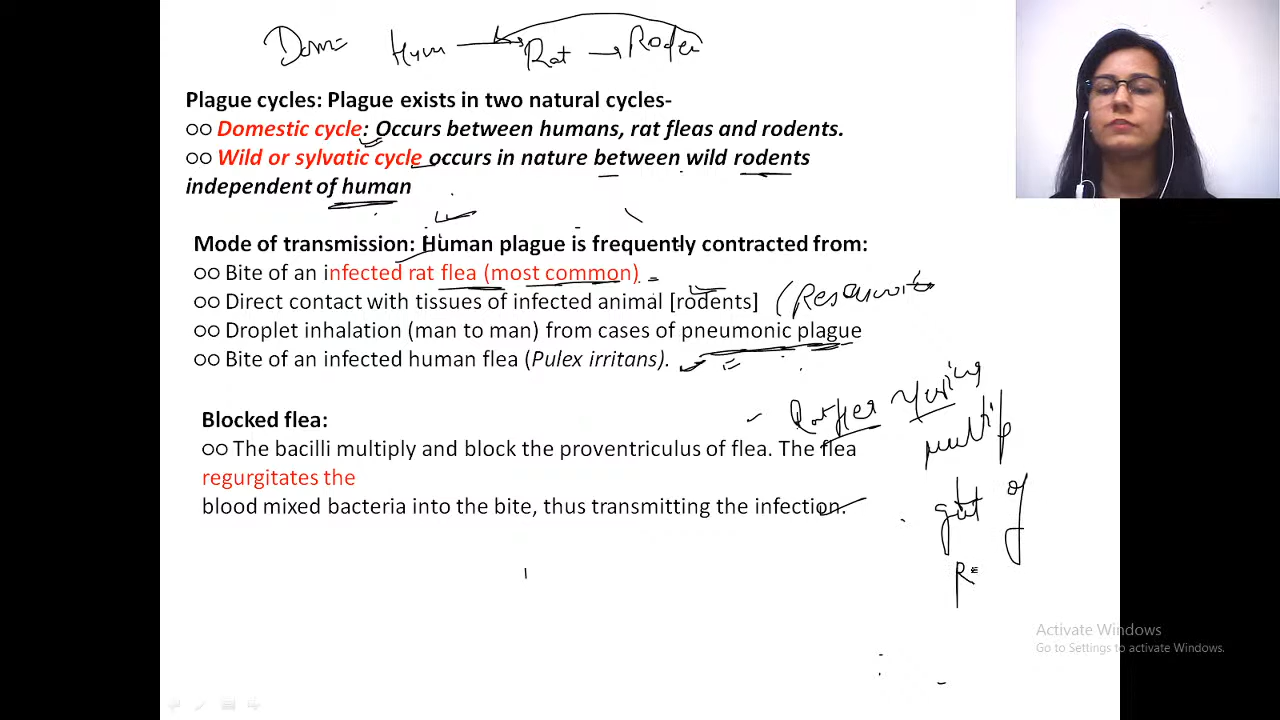 Dom
Hum
Rat
Roden
Plague cycles: Plague exists in two natural cycles-
○○ Domestic cycle: Occurs between humans, rat fleas and rodents.
○○ Wild or sylvatic cycle occurs in nature between wild rodents
independent of human
Mode of transmission: Human plague is frequently contracted from:
○○ Bite of an infected rat flea (most common)
○○ Direct contact with tissues of infected animal [rodents]
○○ Droplet inhalation (man to man) from cases of pneumonic plague
○○ Bite of an infected human flea (Pulex irritans).
Blocked flea:
○○ The bacilli multiply and block the proventriculus of flea. The flea
regurgitates the
blood mixed bacteria into the bite, thus transmitting the infection.
multip
gut of
R
Activate Windows
Go to Settings to activate Windows.